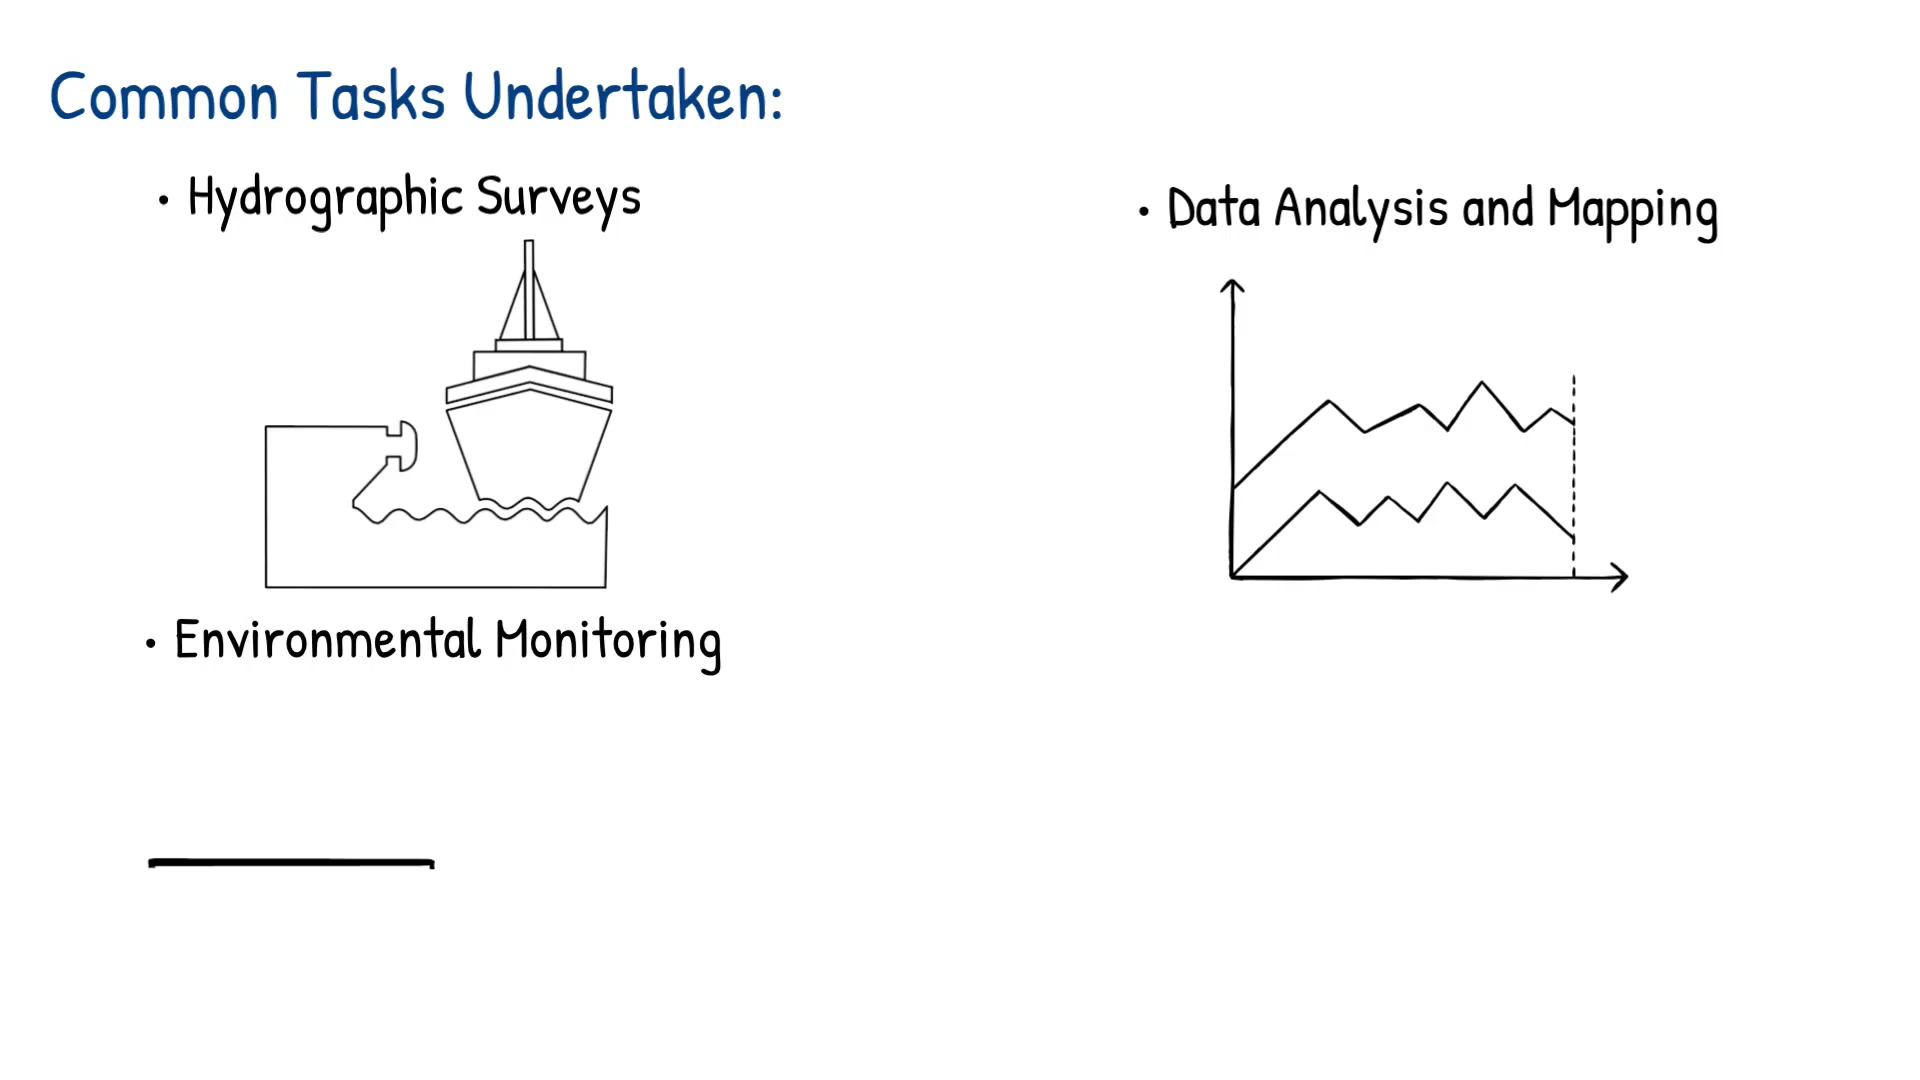 Common Tasks Undertaken:
• Hydrographic Surveys
• Environmental Monitoring
• Data Analysis and Mapping